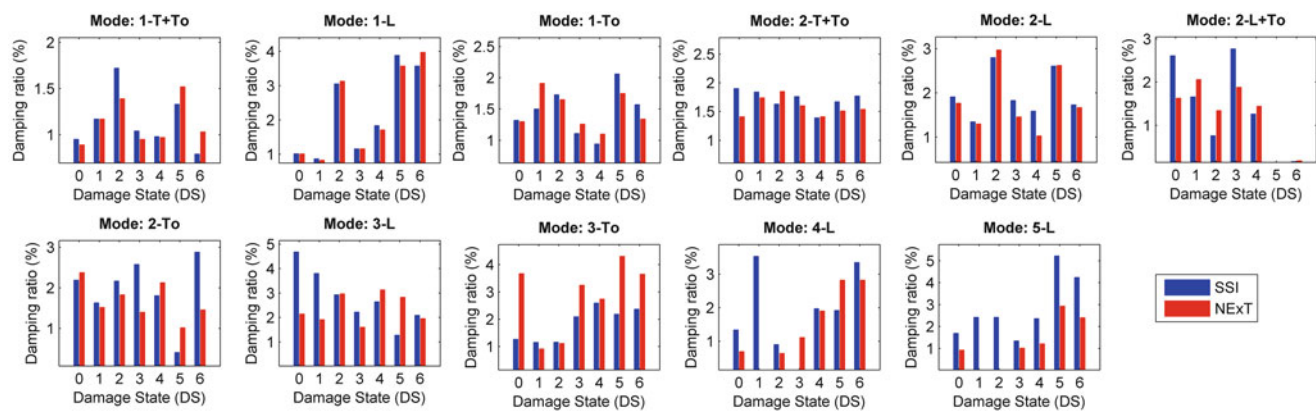 Mode: 1-T+To
Mode: 1-L
Mode: 1-To
Mode: 2-T+To
Mode: 2-L
Mode: 2-L+To
Damping ratio (%)
2
1.5
1
0 1 2 3 4 5 6
Damage State (DS)
Damping ratio (%)
4
3
2
1
0 1 2 3 4 5 6
Damage State (DS)
Damping ratio (%)
2.5
2
1.5
1
0 1 2 3 4 5 6
Damage State (DS)
Damping ratio (%)
2.5
2
1.5
1
0 1 2 3 4 5 6
Damage State (DS)
Damping ratio (%)
3
2
1
0 1 2 3 4 5 6
Damage State (DS)
Damping ratio (%)
3
2
1
0 1 2 3 4 5 6
Damage State (DS)
Mode: 2-To
Mode: 3-L
Mode: 3-To
Mode: 4-L
Mode: 5-L
Damping ratio (%)
3
2
1
0 1 2 3 4 5 6
Damage State (DS)
Damping ratio (%)
5
4
3
2
1
0 1 2 3 4 5 6
Damage State (DS)
Damping ratio (%)
4
3
2
1
0 1 2 3 4 5 6
Damage State (DS)
Damping ratio (%)
3
2
1
0 1 2 3 4 5 6
Damage State (DS)
Damping ratio (%)
5
4
3
2
1
0 1 2 3 4 5 6
Damage State (DS)
SSI
NExT